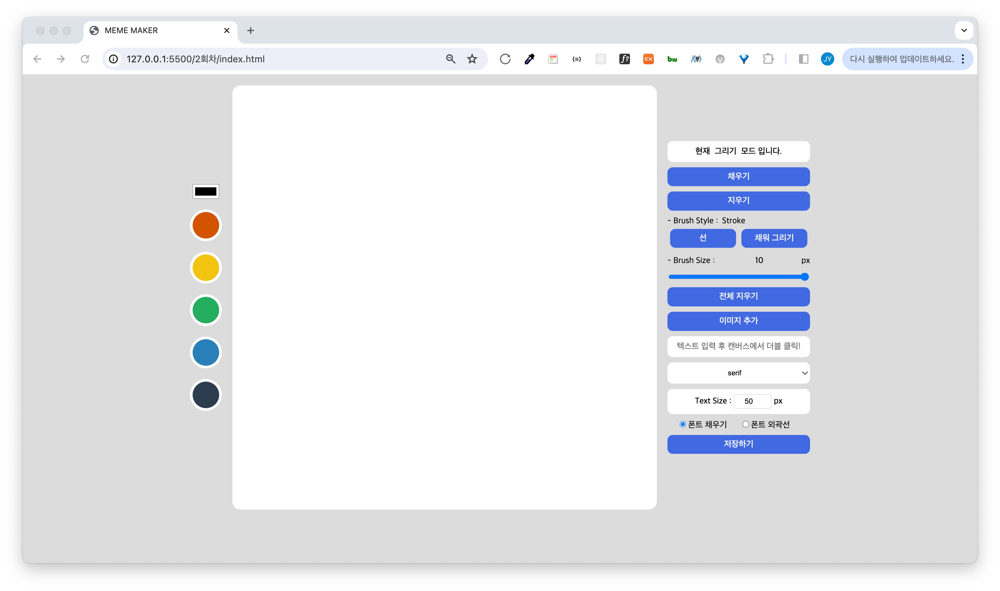 MEME MAKER
127.0.0.1:5500/2회차/index.html
{≡}
f?
EX
bw
JY
다시 실행하여 업데이트하세요.
현재 그리기 모드 입니다.
채우기
지우기
- Brush Style : Stroke
선 채워 그리기
- Brush Size : 10 px
전체 지우기
이미지 추가
텍스트 입력 후 캔버스에서 더블 클릭!
serif
Text Size : 50 px
폰트 채우기 폰트 외곽선
저장하기